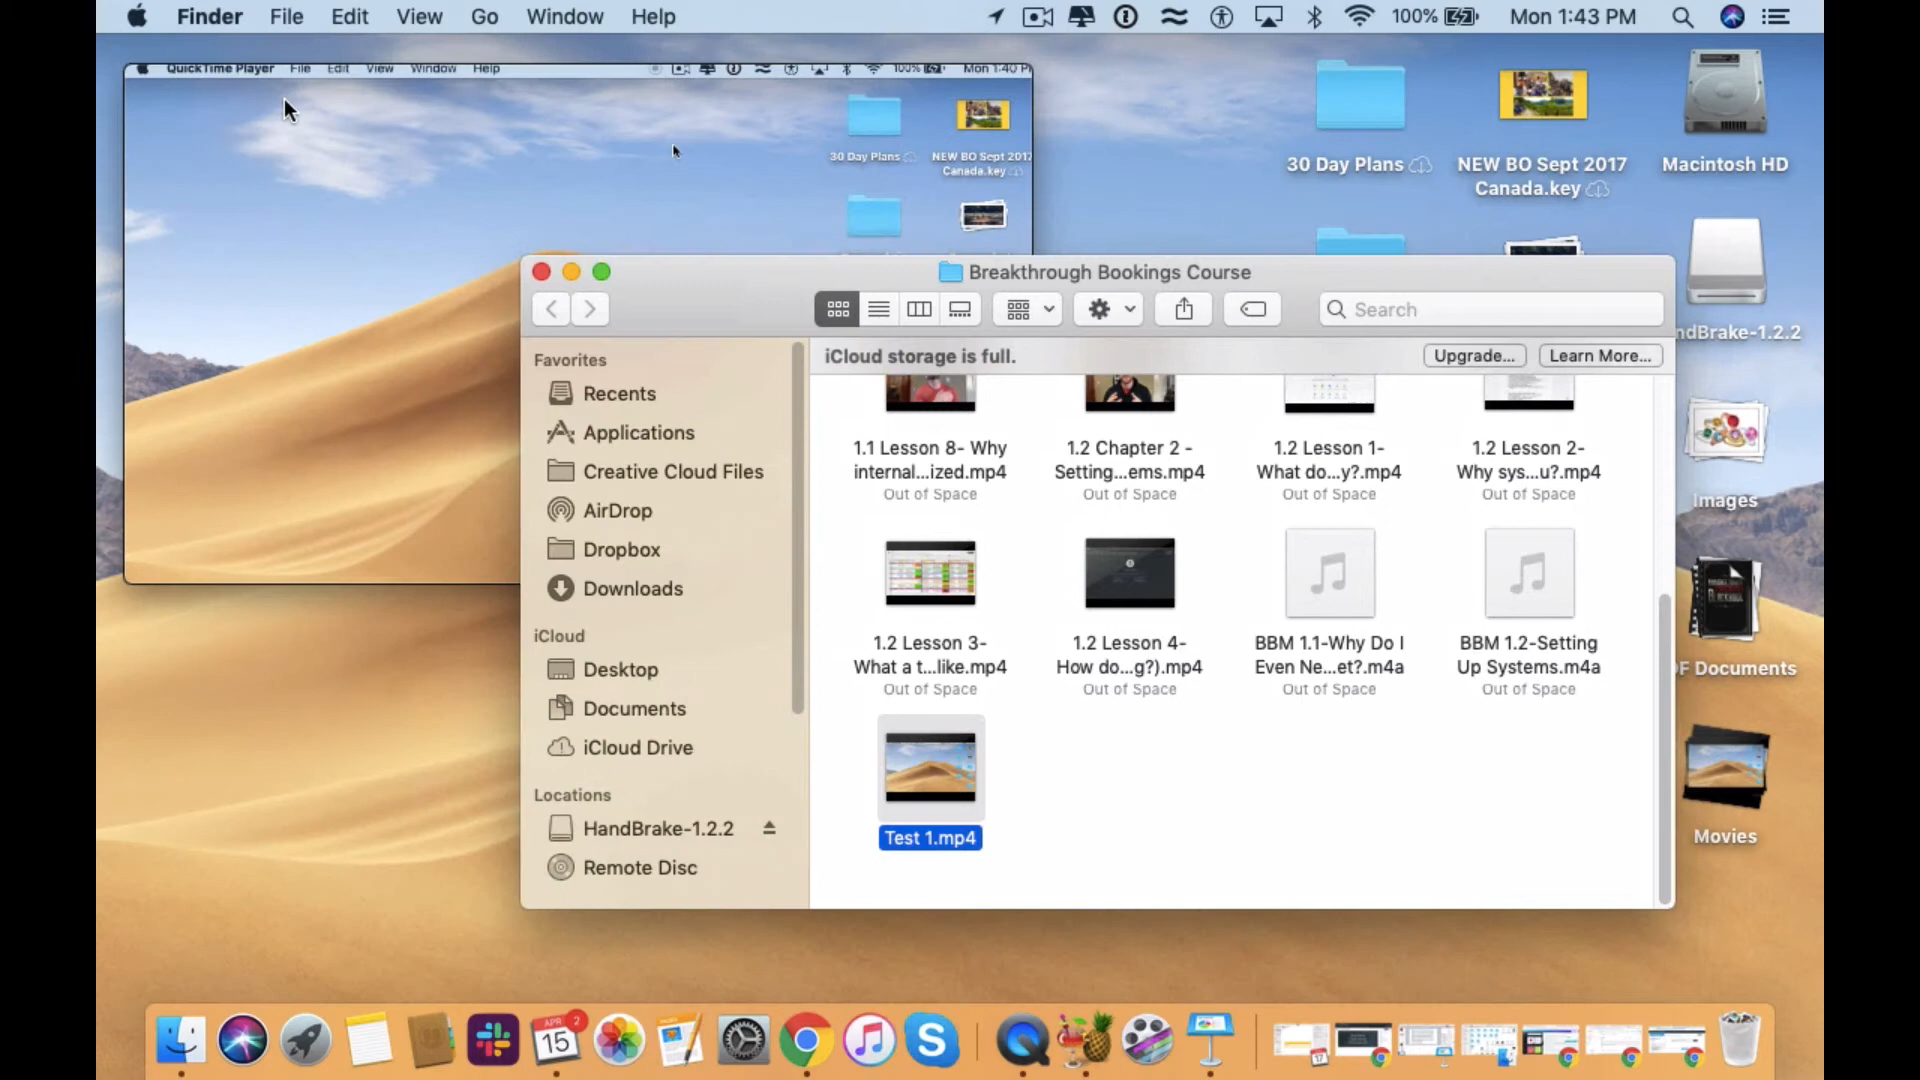 Finder File Edit View Go Window Help 100% Mon 1:43 PM
QuickTime Player File Edit View Window Help 100% Mon 1:40 P
30 Day Plans
NEW BO Sept 2017
Canada.key
30 Day Plans
NEW BO Sept 2017
Canada.key
Macintosh HD
ndBrake-1.2.2
Images
F Documents
Movies
Breakthrough Bookings Course
Search
iCloud storage is full.
Upgrade...
Learn More...
Favorites
Recents
Applications
Creative Cloud Files
AirDrop
Dropbox
Downloads
iCloud
Desktop
Documents
iCloud Drive
Locations
HandBrake-1.2.2
Remote Disc
1.1 Lesson 8- Why
internal...ized.mp4
Out of Space
1.2 Chapter 2 -
Setting...ems.mp4
Out of Space
1.2 Lesson 1-
What do...y?.mp4
Out of Space
1.2 Lesson 2-
Why sys...u?.mp4
Out of Space
1.2 Lesson 3-
What a t...like.mp4
Out of Space
1.2 Lesson 4-
How do...g?).mp4
Out of Space
BBM 1.1-Why Do I
Even Ne...et?.m4a
Out of Space
BBM 1.2-Setting
Up Systems.m4a
Out of Space
Test 1.mp4
APR
15
2
17